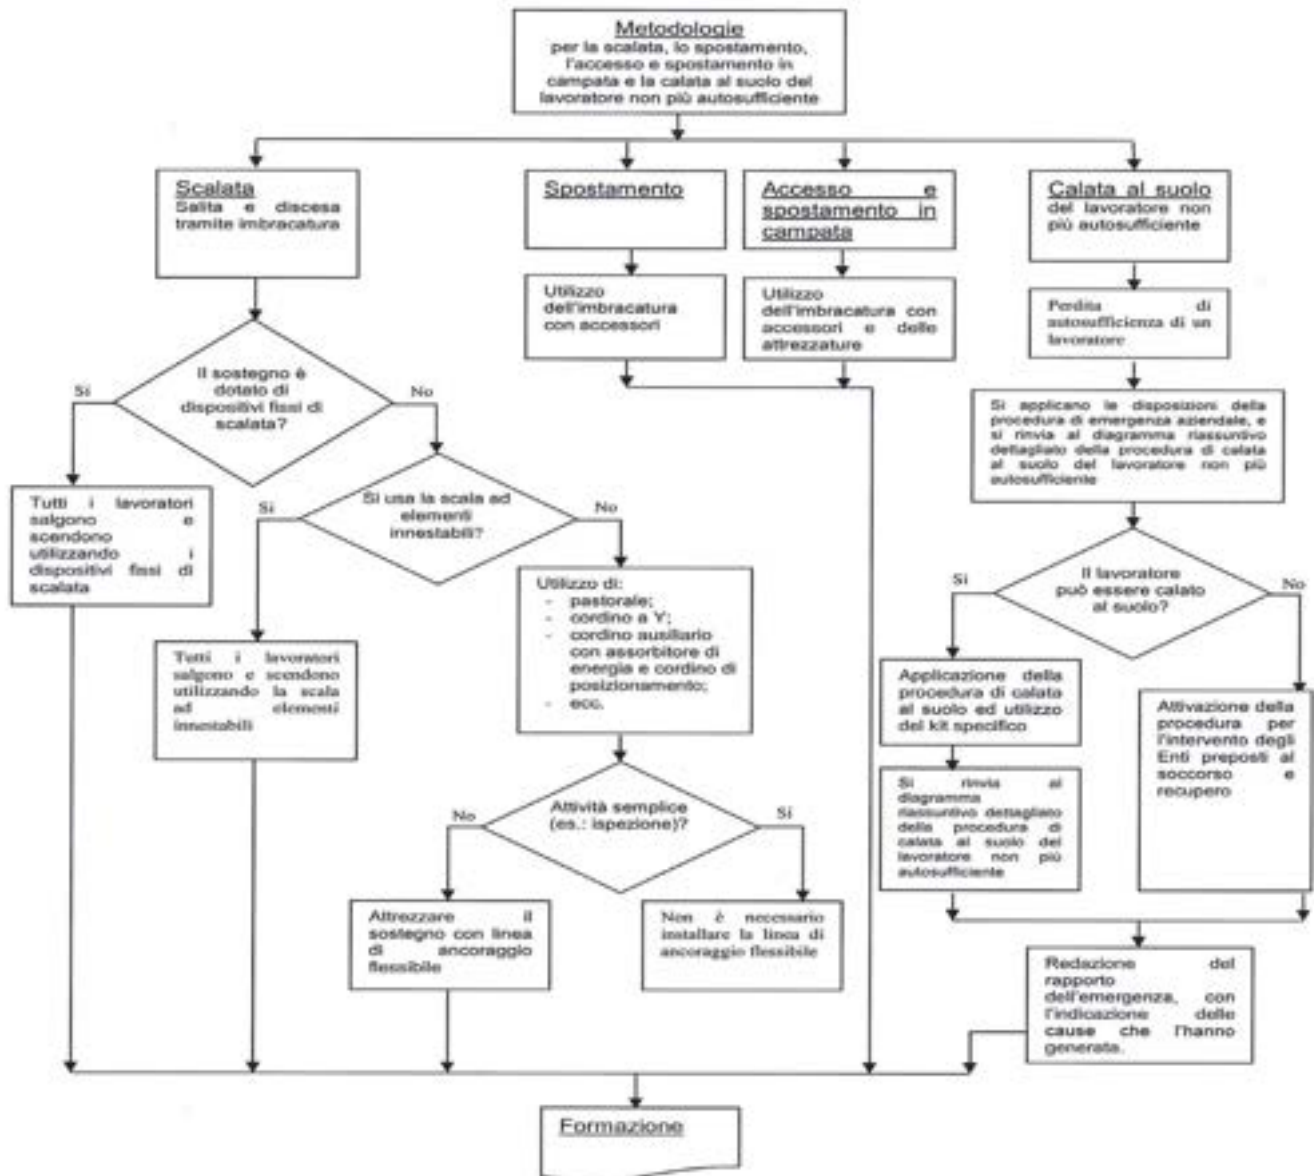 Metodologie
per la scalata, lo spostamento,
l'accesso e spostamento in
campata e la calata al suolo del
lavoratore non più autosufficiente
Scalata
Salita e discesa
tramite imbracatura
Spostamento
Accesso e
spostamento in
campata
Calata al suolo
del lavoratore non
più autosufficiente
Utilizzo
dell'imbracatura
con accessori
Utilizzo
dell'imbracatura con
accessori e delle
attrezzature
Perdita di
autosufficienza di un
lavoratore
Il sostegno è
dotato di
dispositivi fissi di
scalata?
Si
No
Si applicano le disposizioni della
procedura di emergenza aziendale, e
si rinvia al diagramma riassuntivo
dettagliato della procedura di calata
al suolo del lavoratore non più
autosufficiente
Tutti i lavoratori
salgono e
scendono
utilizzando i
dispositivi fissi di
scalata
Si usa la scala ad
elementi
innestabili?
Si
No
Tutti i lavoratori
salgono e scendono
utilizzando la scala
ad elementi
innestabili
Utilizzo di:
- pastorale;
- cordino a Y;
- cordino ausiliario
con assorbitore di
energia e cordino di
posizionamento;
- ecc.
Il lavoratore
può essere calato
al suolo?
Si
No
Applicazione della
procedura di calata
al suolo ed utilizzo
del kit specifico
Attivazione della
procedura per
l'intervento degli
Enti preposti al
soccorso e
recupero
Si rinvia al
diagramma
riassuntivo dettagliato
della procedura di
calata al suolo del
lavoratore non più
autosufficiente
Attività semplice
(es.: ispezione)?
No
Si
Attrezzare il
sostegno con linea
di ancoraggio
flessibile
Non è necessario
installare la linea di
ancoraggio flessibile
Redazione del
rapporto
dell'emergenza, con
l'indicazione delle
cause che l'hanno
generata.
Formazione